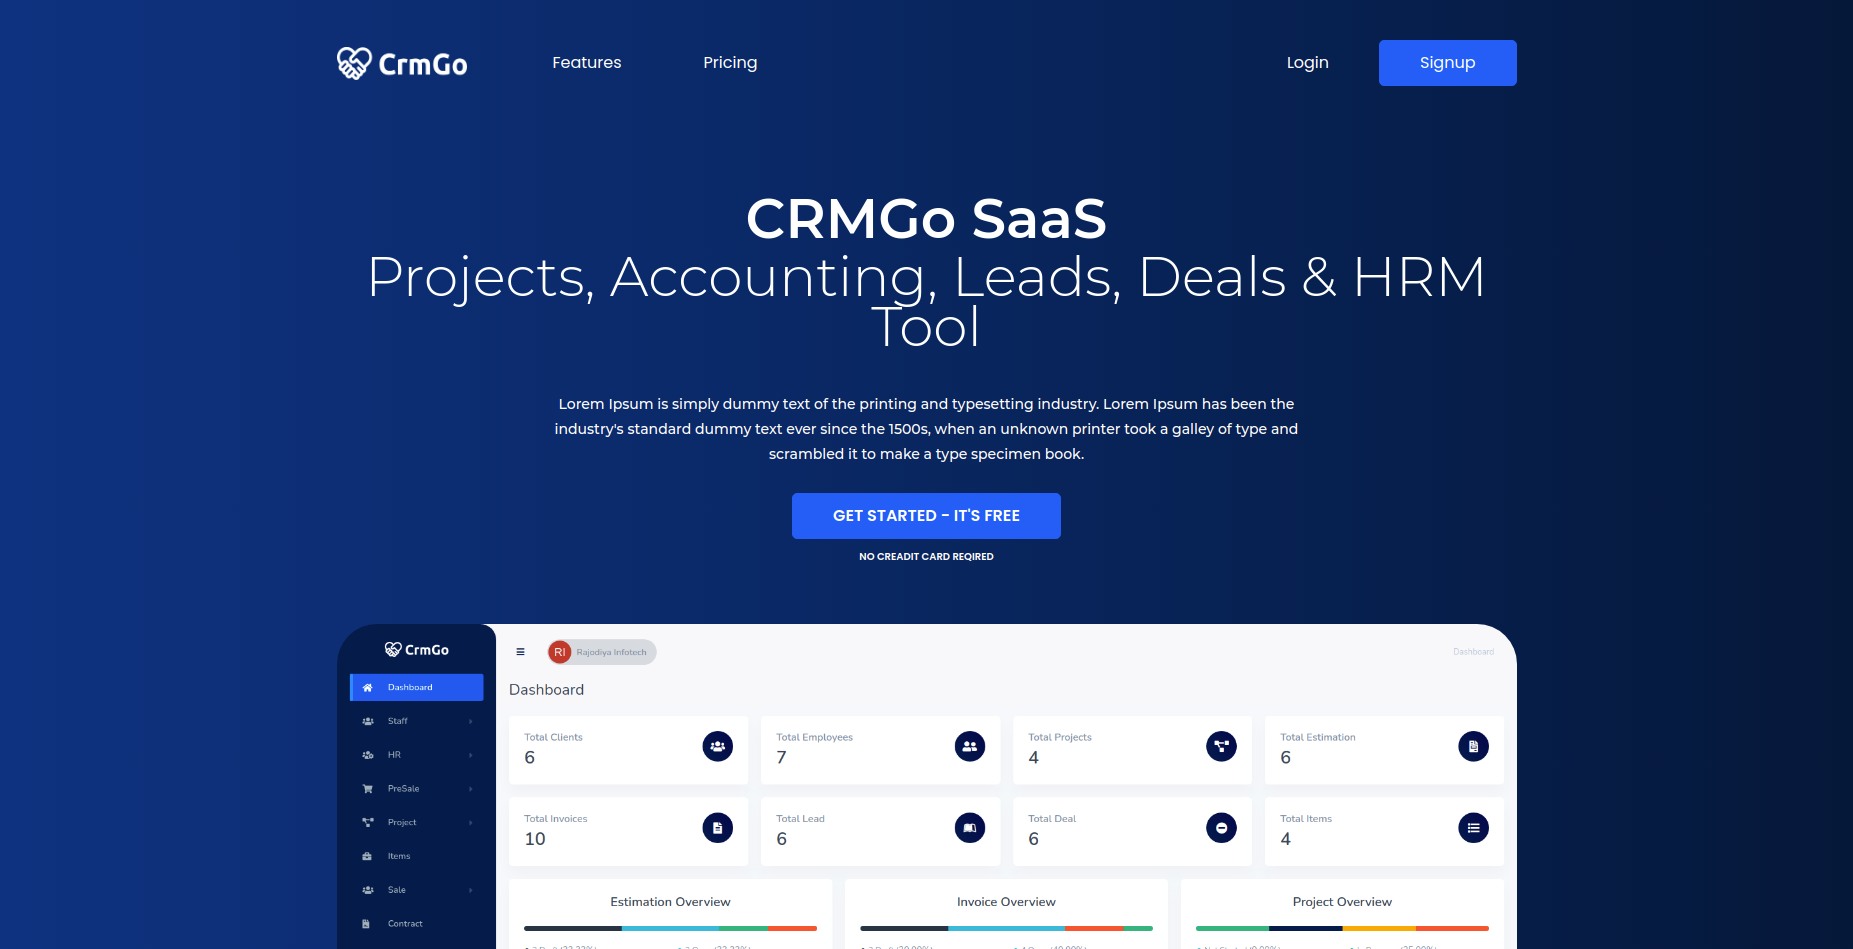 CrmGo
Features
Pricing
Login
Signup
CRMGo SaaS
Projects, Accounting, Leads, Deals & HRM
Tool
Lorem Ipsum is simply dummy text of the printing and typesetting industry. Lorem Ipsum has been the
industry's standard dummy text ever since the 1500s, when an unknown printer took a galley of type and
scrambled it to make a type specimen book.
GET STARTED - IT'S FREE
NO CREADIT CARD REQIRED
CrmGo
Dashboard
Staff
HR
PreSale
Project
Items
Sale
Contract
RI
Rajodiya Infotech
Dashboard
Dashboard
Total Clients
6
Total Employees
7
Total Projects
4
Total Estimation
6
Total Invoices
10
Total Lead
6
Total Deal
6
Total Items
4
Estimation Overview
Invoice Overview
Project Overview